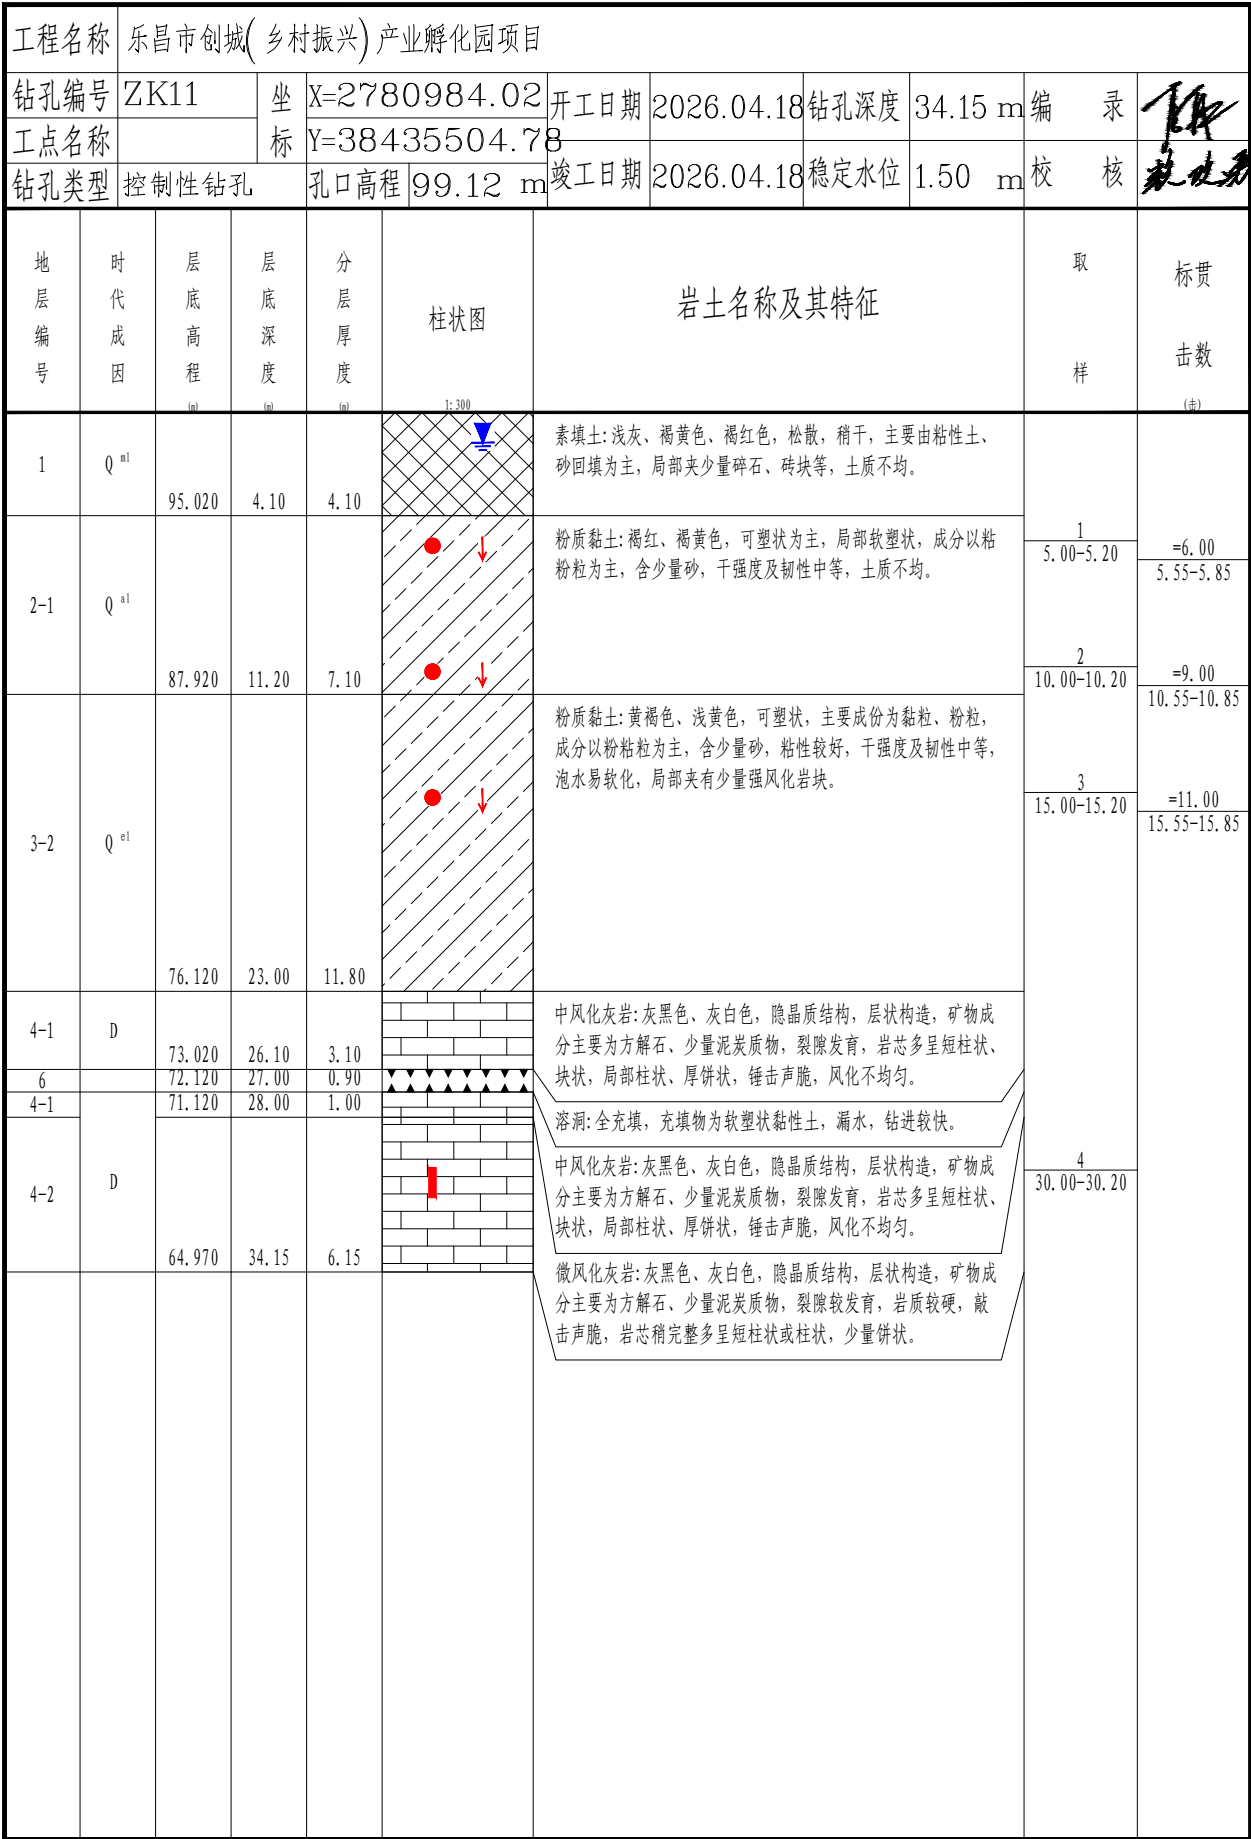 工程名称 乐昌市创城(乡村振兴)产业孵化园项目
钻孔编号 ZK11 坐标 X=2780984.02 开工日期 2026.04.18 钻孔深度 34.15 m 编 录
工点名称 Y=38435504.78
钻孔类型 控制性钻孔 孔口高程 99.12 m 竣工日期 2026.04.18 稳定水位 1.50 m 校 核
地层编号 时代成因 层底高程(m) 层底深度(m) 分层厚度(m) 柱状图 1:300 岩土名称及其特征 取样 标贯击数(击)
1 Q ml 95.020 4.10 4.10
素填土:浅灰、褐黄色、褐红色，松散，稍干，主要由粘性土、
砂回填为主，局部夹少量碎石、砖块等，土质不均。
2-1 Q al 87.920 11.20 7.10
粉质黏土:褐红、褐黄色，可塑状为主，局部软塑状，成分以粘
粉粒为主，含少量砂，干强度及韧性中等，土质不均。
1
5.00-5.20
=6.00
5.55-5.85
2
10.00-10.20
=9.00
10.55-10.85
3-2 Q el 76.120 23.00 11.80
粉质黏土:黄褐色、浅黄色，可塑状，主要成份为黏粒、粉粒，
成分以粉粘粒为主，含少量砂，粘性较好，干强度及韧性中等，
泡水易软化，局部夹有少量强风化岩块。
3
15.00-15.20
=11.00
15.55-15.85
4-1 D 73.020 26.10 3.10
中风化灰岩:灰黑色、灰白色，隐晶质结构，层状构造，矿物成
分主要为方解石、少量泥炭质物，裂隙发育，岩芯多呈短柱状、
块状，局部柱状、厚饼状，锤击声脆，风化不均匀。
6 72.120 27.00 0.90
溶洞:全充填，充填物为软塑状黏性土，漏水，钻进较快。
4-1 71.120 28.00 1.00
中风化灰岩:灰黑色、灰白色，隐晶质结构，层状构造，矿物成
分主要为方解石、少量泥炭质物，裂隙发育，岩芯多呈短柱状、
块状，局部柱状、厚饼状，锤击声脆，风化不均匀。
4-2 D 64.970 34.15 6.15
4
30.00-30.20
微风化灰岩:灰黑色、灰白色，隐晶质结构，层状构造，矿物成
分主要为方解石、少量泥炭质物，裂隙较发育，岩质较硬，敲
击声脆，岩芯稍完整多呈短柱状或柱状，少量饼状。